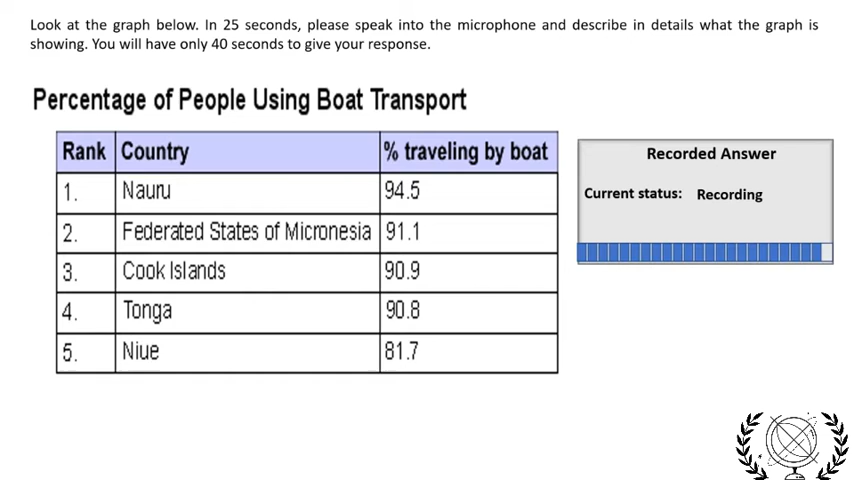 Look at the graph below. In 25 seconds, please speak into the microphone and describe in details what the graph is
showing. You will have only 40 seconds to give your response.
Percentage of People Using Boat Transport
Rank Country % traveling by boat
1. Nauru 94.5
2. Federated States of Micronesia 91.1
3. Cook Islands 90.9
4. Tonga 90.8
5. Niue 81.7
Recorded Answer
Current status: Recording